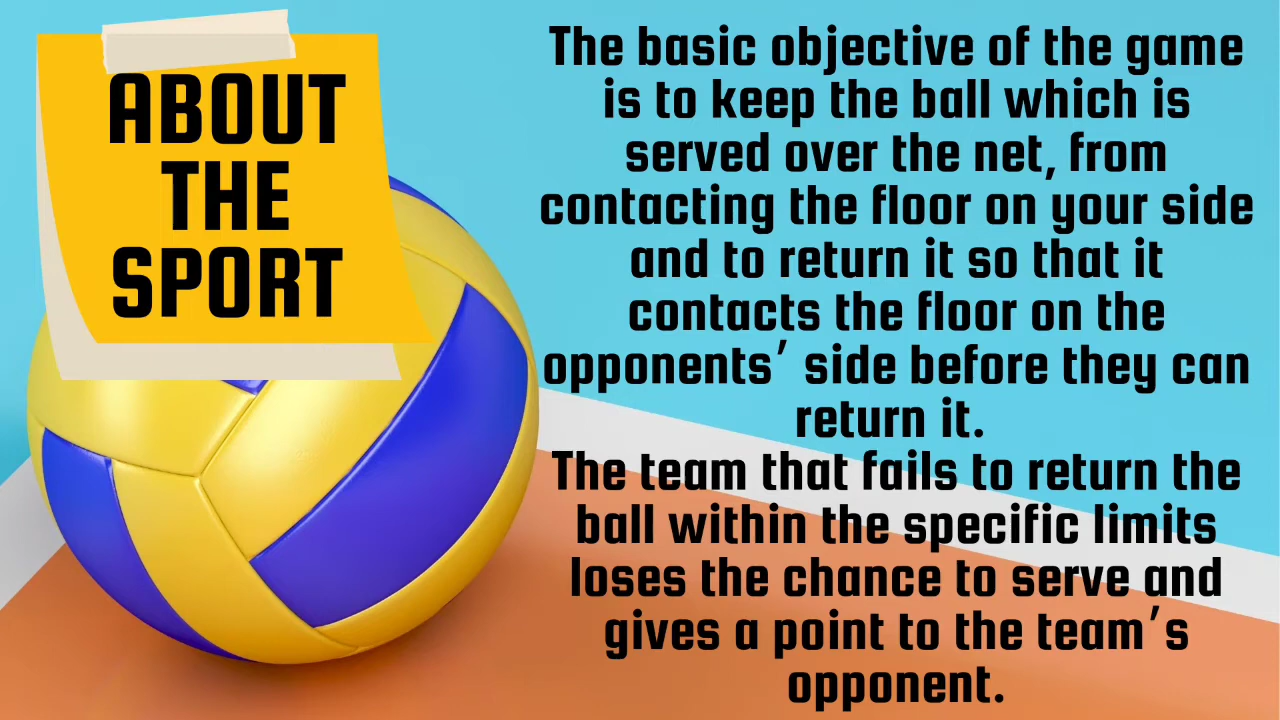 ABOUT
THE
SPORT
The basic objective of the game
is to keep the ball which is
served over the net, from
contacting the floor on your side
and to return it so that it
contacts the floor on the
opponents’ side before they can
return it.
The team that fails to return the
ball within the specific limits
loses the chance to serve and
gives a point to the team’s
opponent.